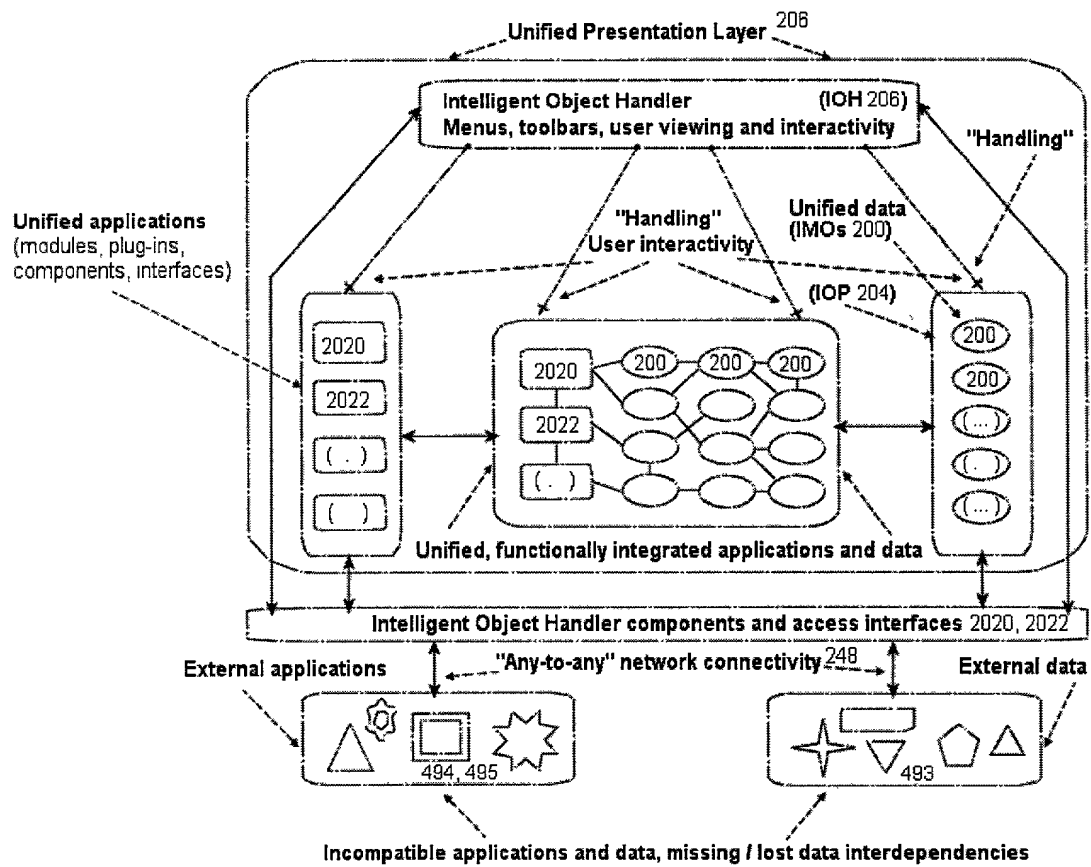 Unified Presentation Layer 206
Intelligent Object Handler (IOH 206)
Menus, toolbars, user viewing and interactivity
"Handling"
Unified applications
(modules, plug-ins,
components, interfaces)
"Handling"
User interactivity
Unified data
(IMOs 200)
(IOP 204)
2020
2022
( . )
( )
2020
2022
( . )
200 200 200
200
200
(...)
( . )
(...)
Unified, functionally integrated applications and data
Intelligent Object Handler components and access interfaces 2020, 2022
External applications
"Any-to-any" network connectivity 248
External data
494, 495
493
Incompatible applications and data, missing / lost data interdependencies